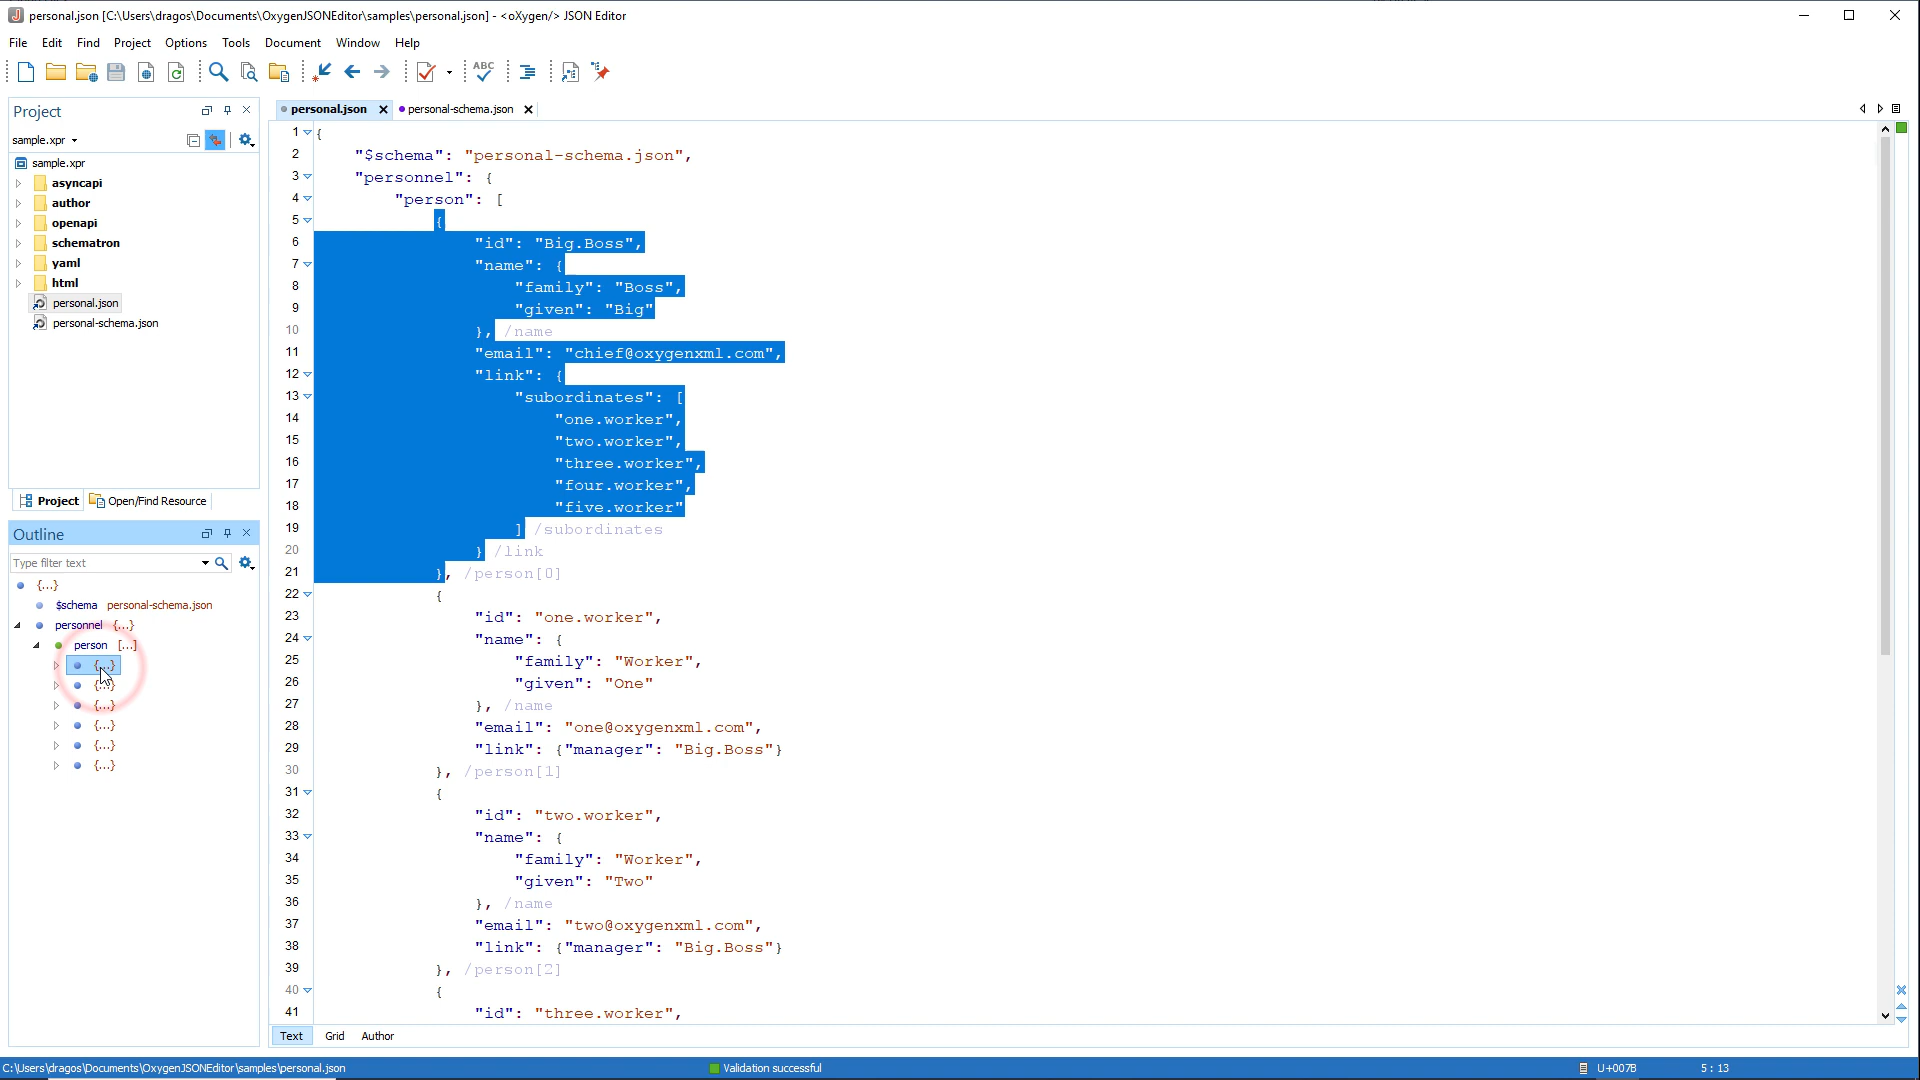 personal.json [C:\Users\dragos\Documents\OxygenJSONEditor\samples\personal.json] - <oXygen/> JSON Editor
File Edit Find Project Options Tools Document Window Help
ABC
Project
sample.xpr
sample.xpr
asyncapi
author
openapi
schematron
yaml
html
personal.json
personal-schema.json
Project Open/Find Resource
Outline
Type filter text
{...}
$schema personal-schema.json
personnel {...}
person [...]
{...}
{...}
{...}
{...}
{...}
{...}
personal.json personal-schema.json
1 {
2 "$schema": "personal-schema.json",
3 "personnel": {
4 "person": [
5 {
6 "id": "Big.Boss",
7 "name": {
8 "family": "Boss",
9 "given": "Big"
10 }, /name
11 "email": "chief@oxygenxml.com",
12 "link": {
13 "subordinates": [
14 "one.worker",
15 "two.worker",
16 "three.worker",
17 "four.worker",
18 "five.worker"
19 ] /subordinates
20 } /link
21 }, /person[0]
22 {
23 "id": "one.worker",
24 "name": {
25 "family": "Worker",
26 "given": "One"
27 }, /name
28 "email": "one@oxygenxml.com",
29 "link": {"manager": "Big.Boss"}
30 }, /person[1]
31 {
32 "id": "two.worker",
33 "name": {
34 "family": "Worker",
35 "given": "Two"
36 }, /name
37 "email": "two@oxygenxml.com",
38 "link": {"manager": "Big.Boss"}
39 }, /person[2]
40 {
41 "id": "three.worker",
Text Grid Author
C:\Users\dragos\Documents\OxygenJSONEditor\samples\personal.json Validation successful U+007B 5 : 13